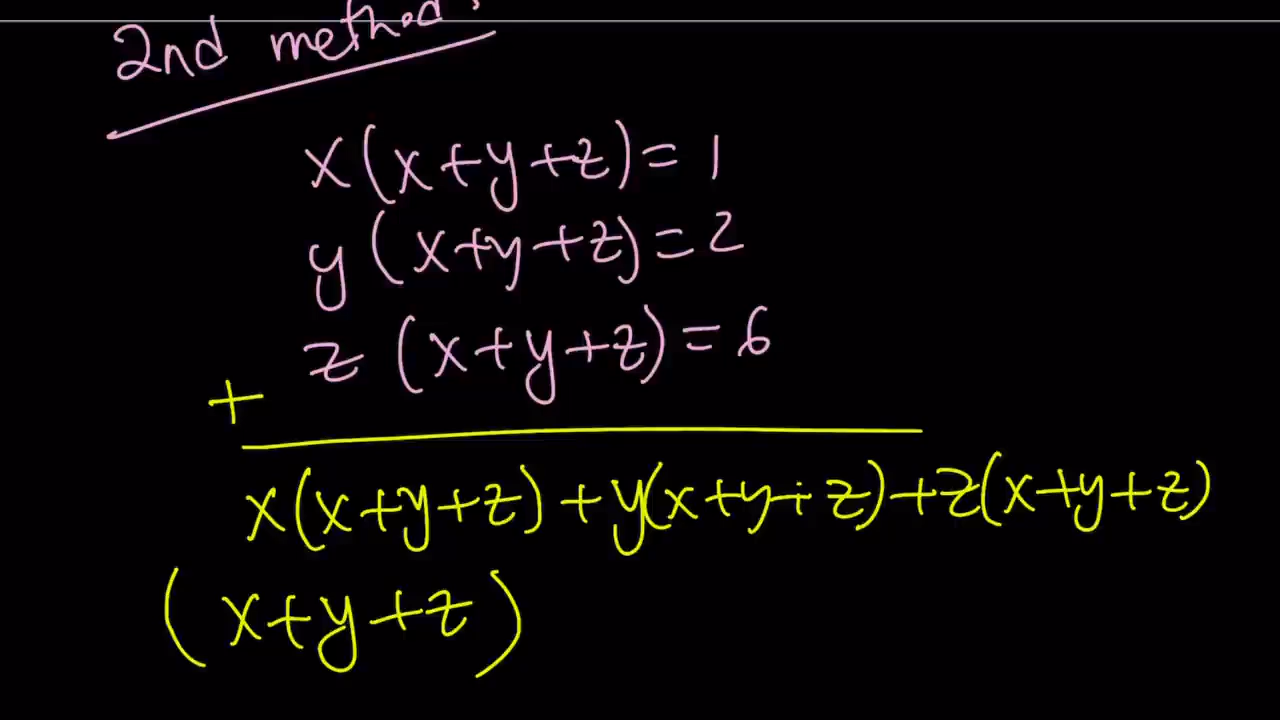 2nd method:
x(x+y+z)=1
y(x+y+z)=2
z(x+y+z)=6
+
x(x+y+z)+y(x+y+z)+z(x+y+z)
(x+y+z)